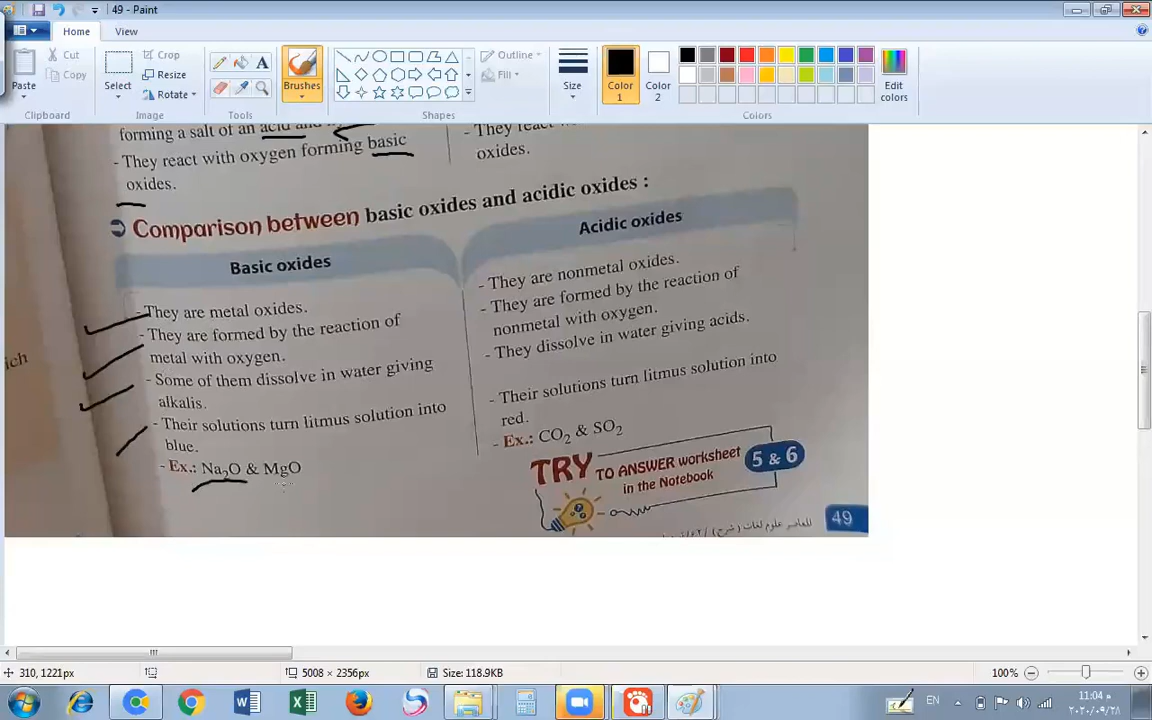 49 - Paint
Home
View
Cut
Copy
Paste
Clipboard
Select
Crop
Resize
Rotate
Image
Tools
Brushes
Shapes
Outline
Fill
Size
Color 1
Color 2
Edit colors
Colors
forming a salt of an acid and
- They react with oxygen forming basic
oxides.
- They react
oxides.
Comparison between basic oxides and acidic oxides :
Basic oxides
- They are metal oxides.
- They are formed by the reaction of
metal with oxygen.
- Some of them dissolve in water giving
alkalis.
- Their solutions turn litmus solution into
blue.
- Ex.: Na₂O & MgO
Acidic oxides
- They are nonmetal oxides.
- They are formed by the reaction of
nonmetal with oxygen.
- They dissolve in water giving acids.
- Their solutions turn litmus solution into
red.
- Ex.: CO₂ & SO₂
TRY TO ANSWER worksheet 5 & 6
in the Notebook
49
ich
310, 1221px
5008 × 2356px
Size: 118.9KB
100%
EN
11:04 م
٢٠٢٠/٠٩/٢٨